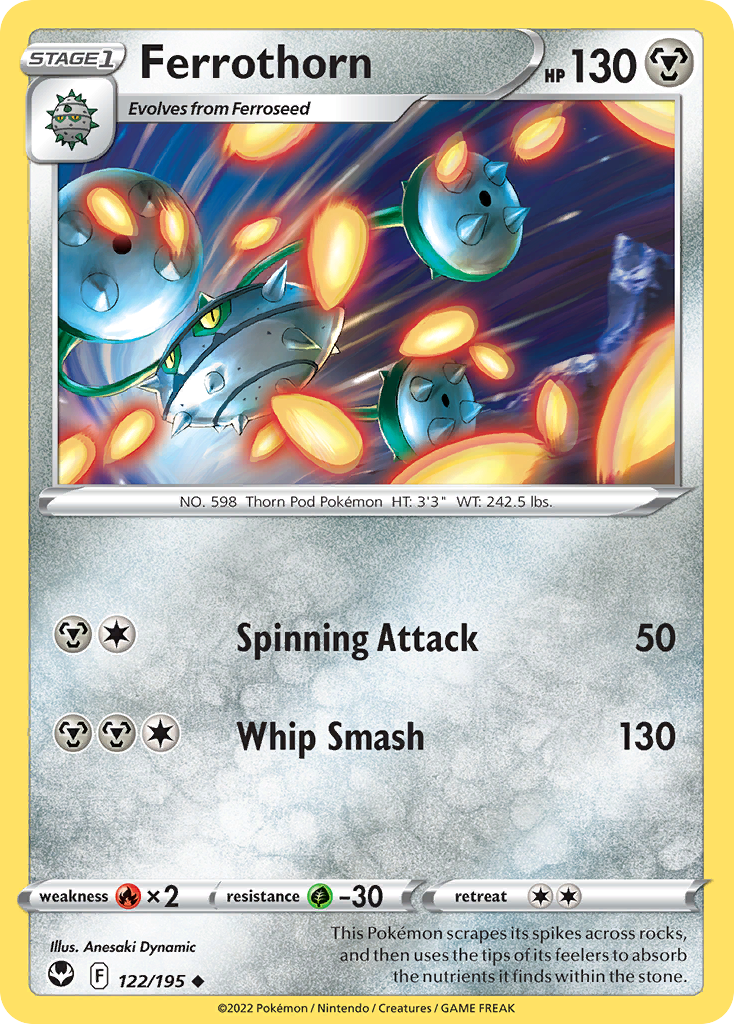 STAGE 1
Ferrothorn
HP 130
Evolves from Ferroseed
NO. 598 Thorn Pod Pokémon HT: 3'3" WT: 242.5 lbs.
Spinning Attack 50
Whip Smash 130
weakness ×2 resistance -30 retreat
Illus. Anesaki Dynamic
F 122/195
This Pokémon scrapes its spikes across rocks,
and then uses the tips of its feelers to absorb
the nutrients it finds within the stone.
©2022 Pokémon / Nintendo / Creatures / GAME FREAK